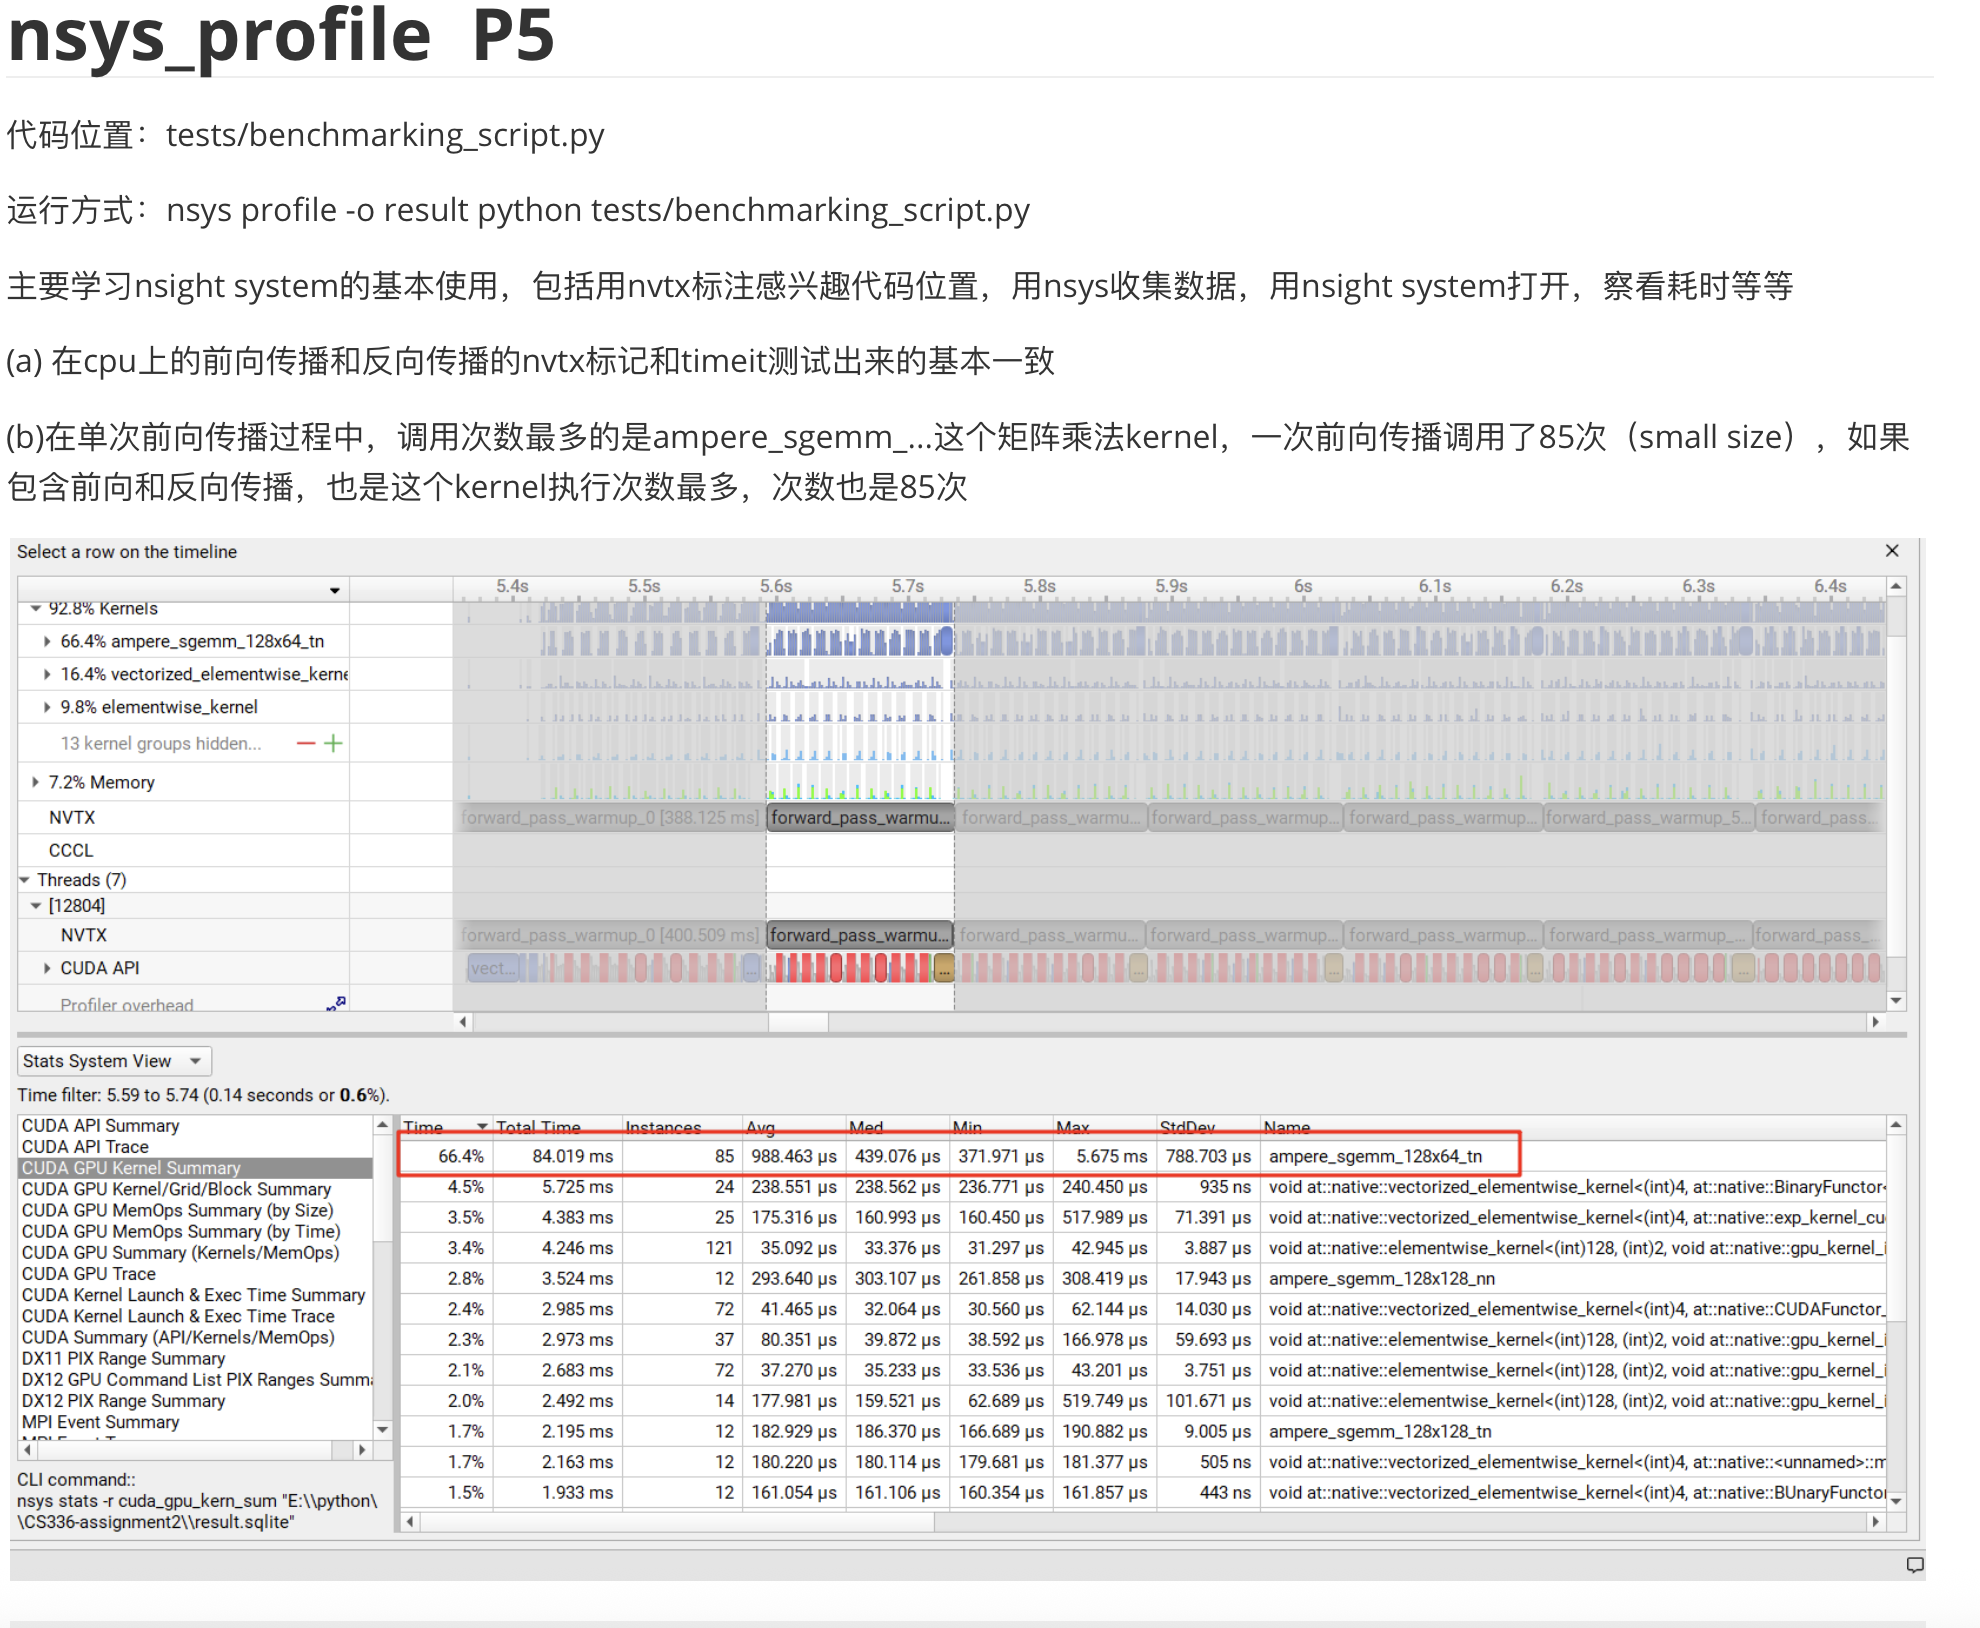 nsys_profile P5
代码位置：tests/benchmarking_script.py
运行方式：nsys profile -o result python tests/benchmarking_script.py
主要学习nsight system的基本使用，包括用nvtx标注感兴趣代码位置，用nsys收集数据，用nsight system打开，察看耗时等等
(a) 在cpu上的前向传播和反向传播的nvtx标记和timeit测试出来的基本一致
(b)在单次前向传播过程中，调用次数最多的是ampere_sgemm_...这个矩阵乘法kernel，一次前向传播调用了85次（small size），如果
包含前向和反向传播，也是这个kernel执行次数最多，次数也是85次
Select a row on the timeline
5.4s 5.5s 5.6s 5.7s 5.8s 5.9s 6s 6.1s 6.2s 6.3s 6.4s
92.8% Kernels
66.4% ampere_sgemm_128x64_tn
16.4% vectorized_elementwise_kerne
9.8% elementwise_kernel
13 kernel groups hidden...
7.2% Memory
NVTX forward_pass_warmup_0 [388.125 ms] forward_pass_warmu... forward_pass_warmu... forward_pass_warmup... forward_pass_warmup... forward_pass_warmup_5... forward_pass...
CCCL
Threads (7)
[12804]
NVTX forward_pass_warmup_0 [400.509 ms] forward_pass_warmu... forward_pass_warmu... forward_pass_warmup... forward_pass_warmup... forward_pass_warmup_... forward_pass_...
CUDA API vect... ... ... ... ... ... ...
Profiler overhead
Stats System View
Time filter: 5.59 to 5.74 (0.14 seconds or 0.6%).
CUDA API Summary
CUDA API Trace
CUDA GPU Kernel Summary
CUDA GPU Kernel/Grid/Block Summary
CUDA GPU MemOps Summary (by Size)
CUDA GPU MemOps Summary (by Time)
CUDA GPU Summary (Kernels/MemOps)
CUDA GPU Trace
CUDA Kernel Launch & Exec Time Summary
CUDA Kernel Launch & Exec Time Trace
CUDA Summary (API/Kernels/MemOps)
DX11 PIX Range Summary
DX12 GPU Command List PIX Ranges Summa
DX12 PIX Range Summary
MPI Event Summary
CLI command::
nsys stats -r cuda_gpu_kern_sum "E:\\python\
\CS336-assignment2\\result.sqlite"
Time Total Time Instances Avg Med Min Max StdDev Name
66.4% 84.019 ms 85 988.463 μs 439.076 μs 371.971 μs 5.675 ms 788.703 μs ampere_sgemm_128x64_tn
4.5% 5.725 ms 24 238.551 μs 238.562 μs 236.771 μs 240.450 μs 935 ns void at::native::vectorized_elementwise_kernel<(int)4, at::native::BinaryFunctor<
3.5% 4.383 ms 25 175.316 μs 160.993 μs 160.450 μs 517.989 μs 71.391 μs void at::native::vectorized_elementwise_kernel<(int)4, at::native::exp_kernel_cu
3.4% 4.246 ms 121 35.092 μs 33.376 μs 31.297 μs 42.945 μs 3.887 μs void at::native::elementwise_kernel<(int)128, (int)2, void at::native::gpu_kernel_i
2.8% 3.524 ms 12 293.640 μs 303.107 μs 261.858 μs 308.419 μs 17.943 μs ampere_sgemm_128x128_nn
2.4% 2.985 ms 72 41.465 μs 32.064 μs 30.560 μs 62.144 μs 14.030 μs void at::native::vectorized_elementwise_kernel<(int)4, at::native::CUDAFunctor_
2.3% 2.973 ms 37 80.351 μs 39.872 μs 38.592 μs 166.978 μs 59.693 μs void at::native::elementwise_kernel<(int)128, (int)2, void at::native::gpu_kernel_i
2.1% 2.683 ms 72 37.270 μs 35.233 μs 33.536 μs 43.201 μs 3.751 μs void at::native::elementwise_kernel<(int)128, (int)2, void at::native::gpu_kernel_i
2.0% 2.492 ms 14 177.981 μs 159.521 μs 62.689 μs 519.749 μs 101.671 μs void at::native::elementwise_kernel<(int)128, (int)2, void at::native::gpu_kernel_i
1.7% 2.195 ms 12 182.929 μs 186.370 μs 166.689 μs 190.882 μs 9.005 μs ampere_sgemm_128x128_tn
1.7% 2.163 ms 12 180.220 μs 180.114 μs 179.681 μs 181.377 μs 505 ns void at::native::vectorized_elementwise_kernel<(int)4, at::native::<unnamed>::m
1.5% 1.933 ms 12 161.054 μs 161.106 μs 160.354 μs 161.857 μs 443 ns void at::native::vectorized_elementwise_kernel<(int)4, at::native::BUnaryFunctor